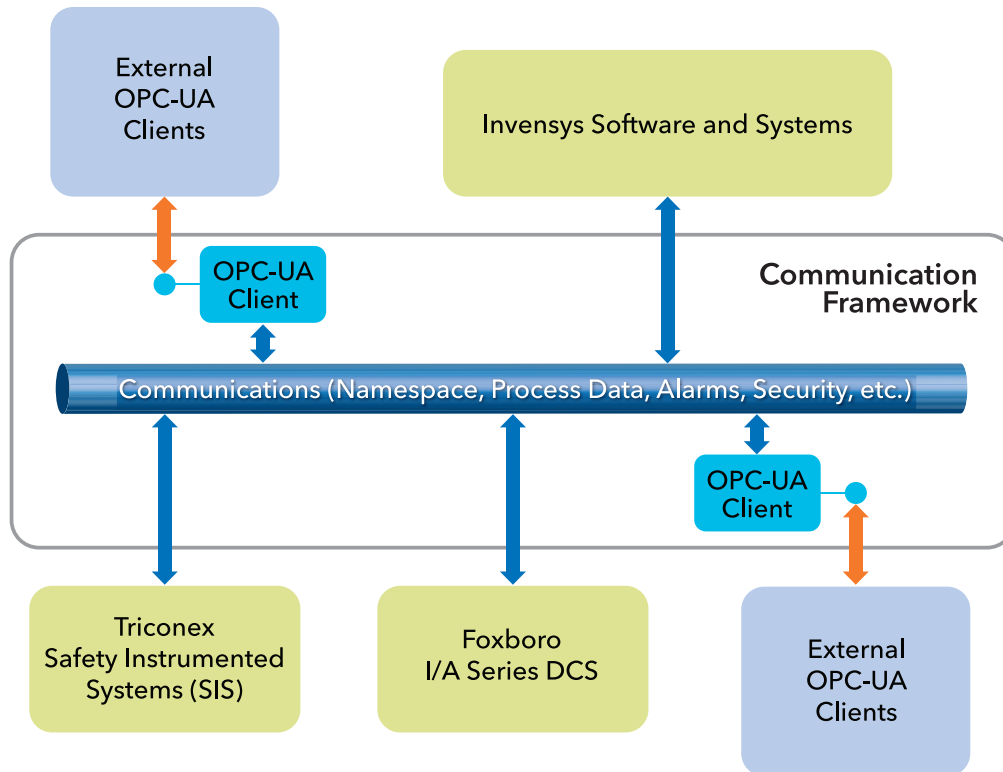 External
OPC-UA
Clients
Invensys Software and Systems
OPC-UA
Client
Communication
Framework
Communications (Namespace, Process Data, Alarms, Security, etc.)
OPC-UA
Client
Triconex
Safety Instrumented
Systems (SIS)
Foxboro
I/A Series DCS
External
OPC-UA
Clients